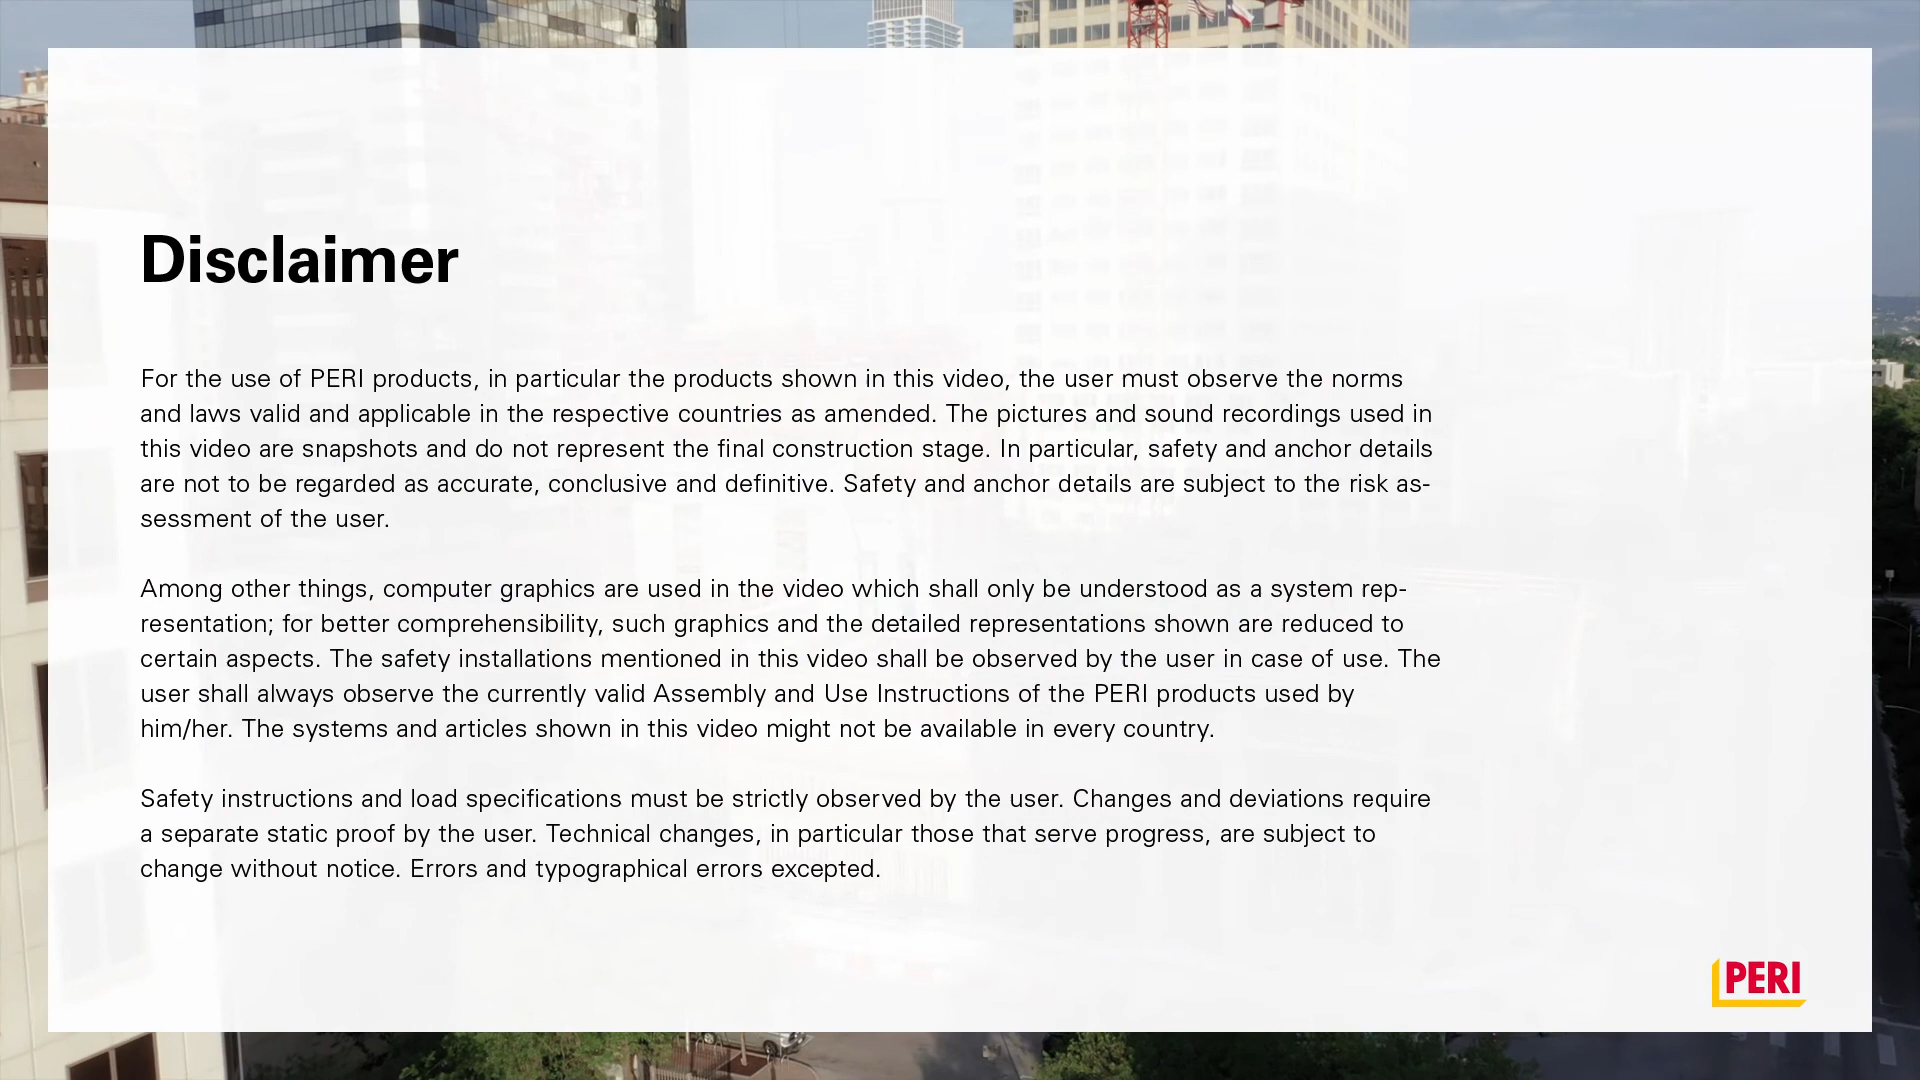 Disclaimer
For the use of PERI products, in particular the products shown in this video, the user must observe the norms
and laws valid and applicable in the respective countries as amended. The pictures and sound recordings used in
this video are snapshots and do not represent the final construction stage. In particular, safety and anchor details
are not to be regarded as accurate, conclusive and definitive. Safety and anchor details are subject to the risk as-
sessment of the user.
Among other things, computer graphics are used in the video which shall only be understood as a system rep-
resentation; for better comprehensibility, such graphics and the detailed representations shown are reduced to
certain aspects. The safety installations mentioned in this video shall be observed by the user in case of use. The
user shall always observe the currently valid Assembly and Use Instructions of the PERI products used by
him/her. The systems and articles shown in this video might not be available in every country.
Safety instructions and load specifications must be strictly observed by the user. Changes and deviations require
a separate static proof by the user. Technical changes, in particular those that serve progress, are subject to
change without notice. Errors and typographical errors excepted.
PERI